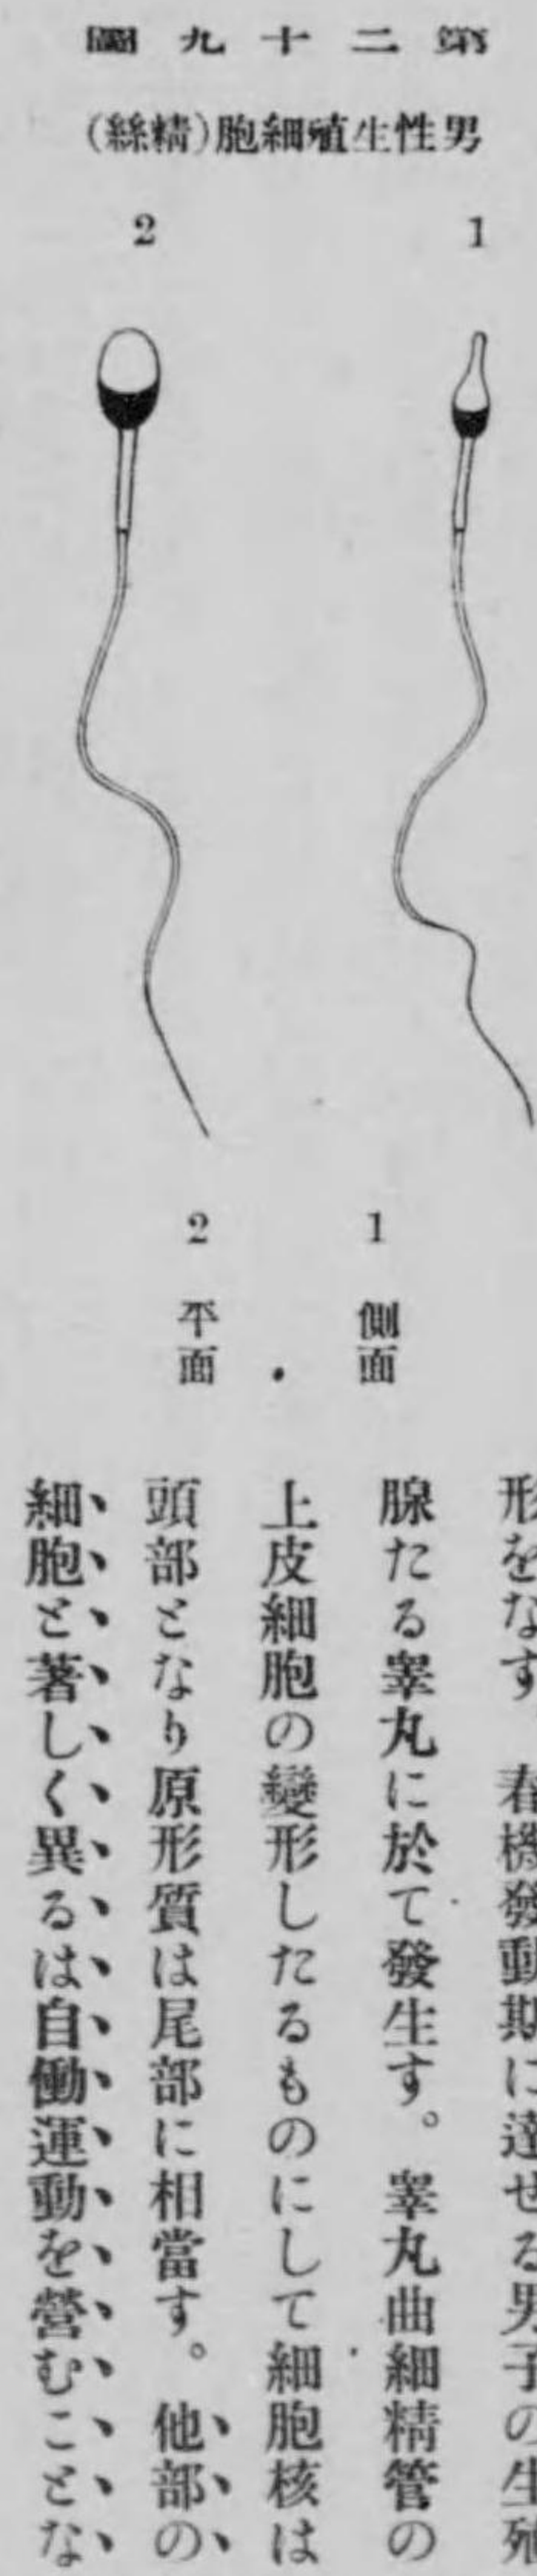 第二十九圖
男性生殖細胞(精絲)
1
2
1 側面
2 平面
形をなす 春機發動期に達せる男子の生殖
腺たる睾丸に於て發生す。睾丸曲細精管の
上皮細胞の變形したるものにして細胞核は
頭部となり原形質は尾部に相當す。他部の
細胞と著しく異るは自働運動を營むことな